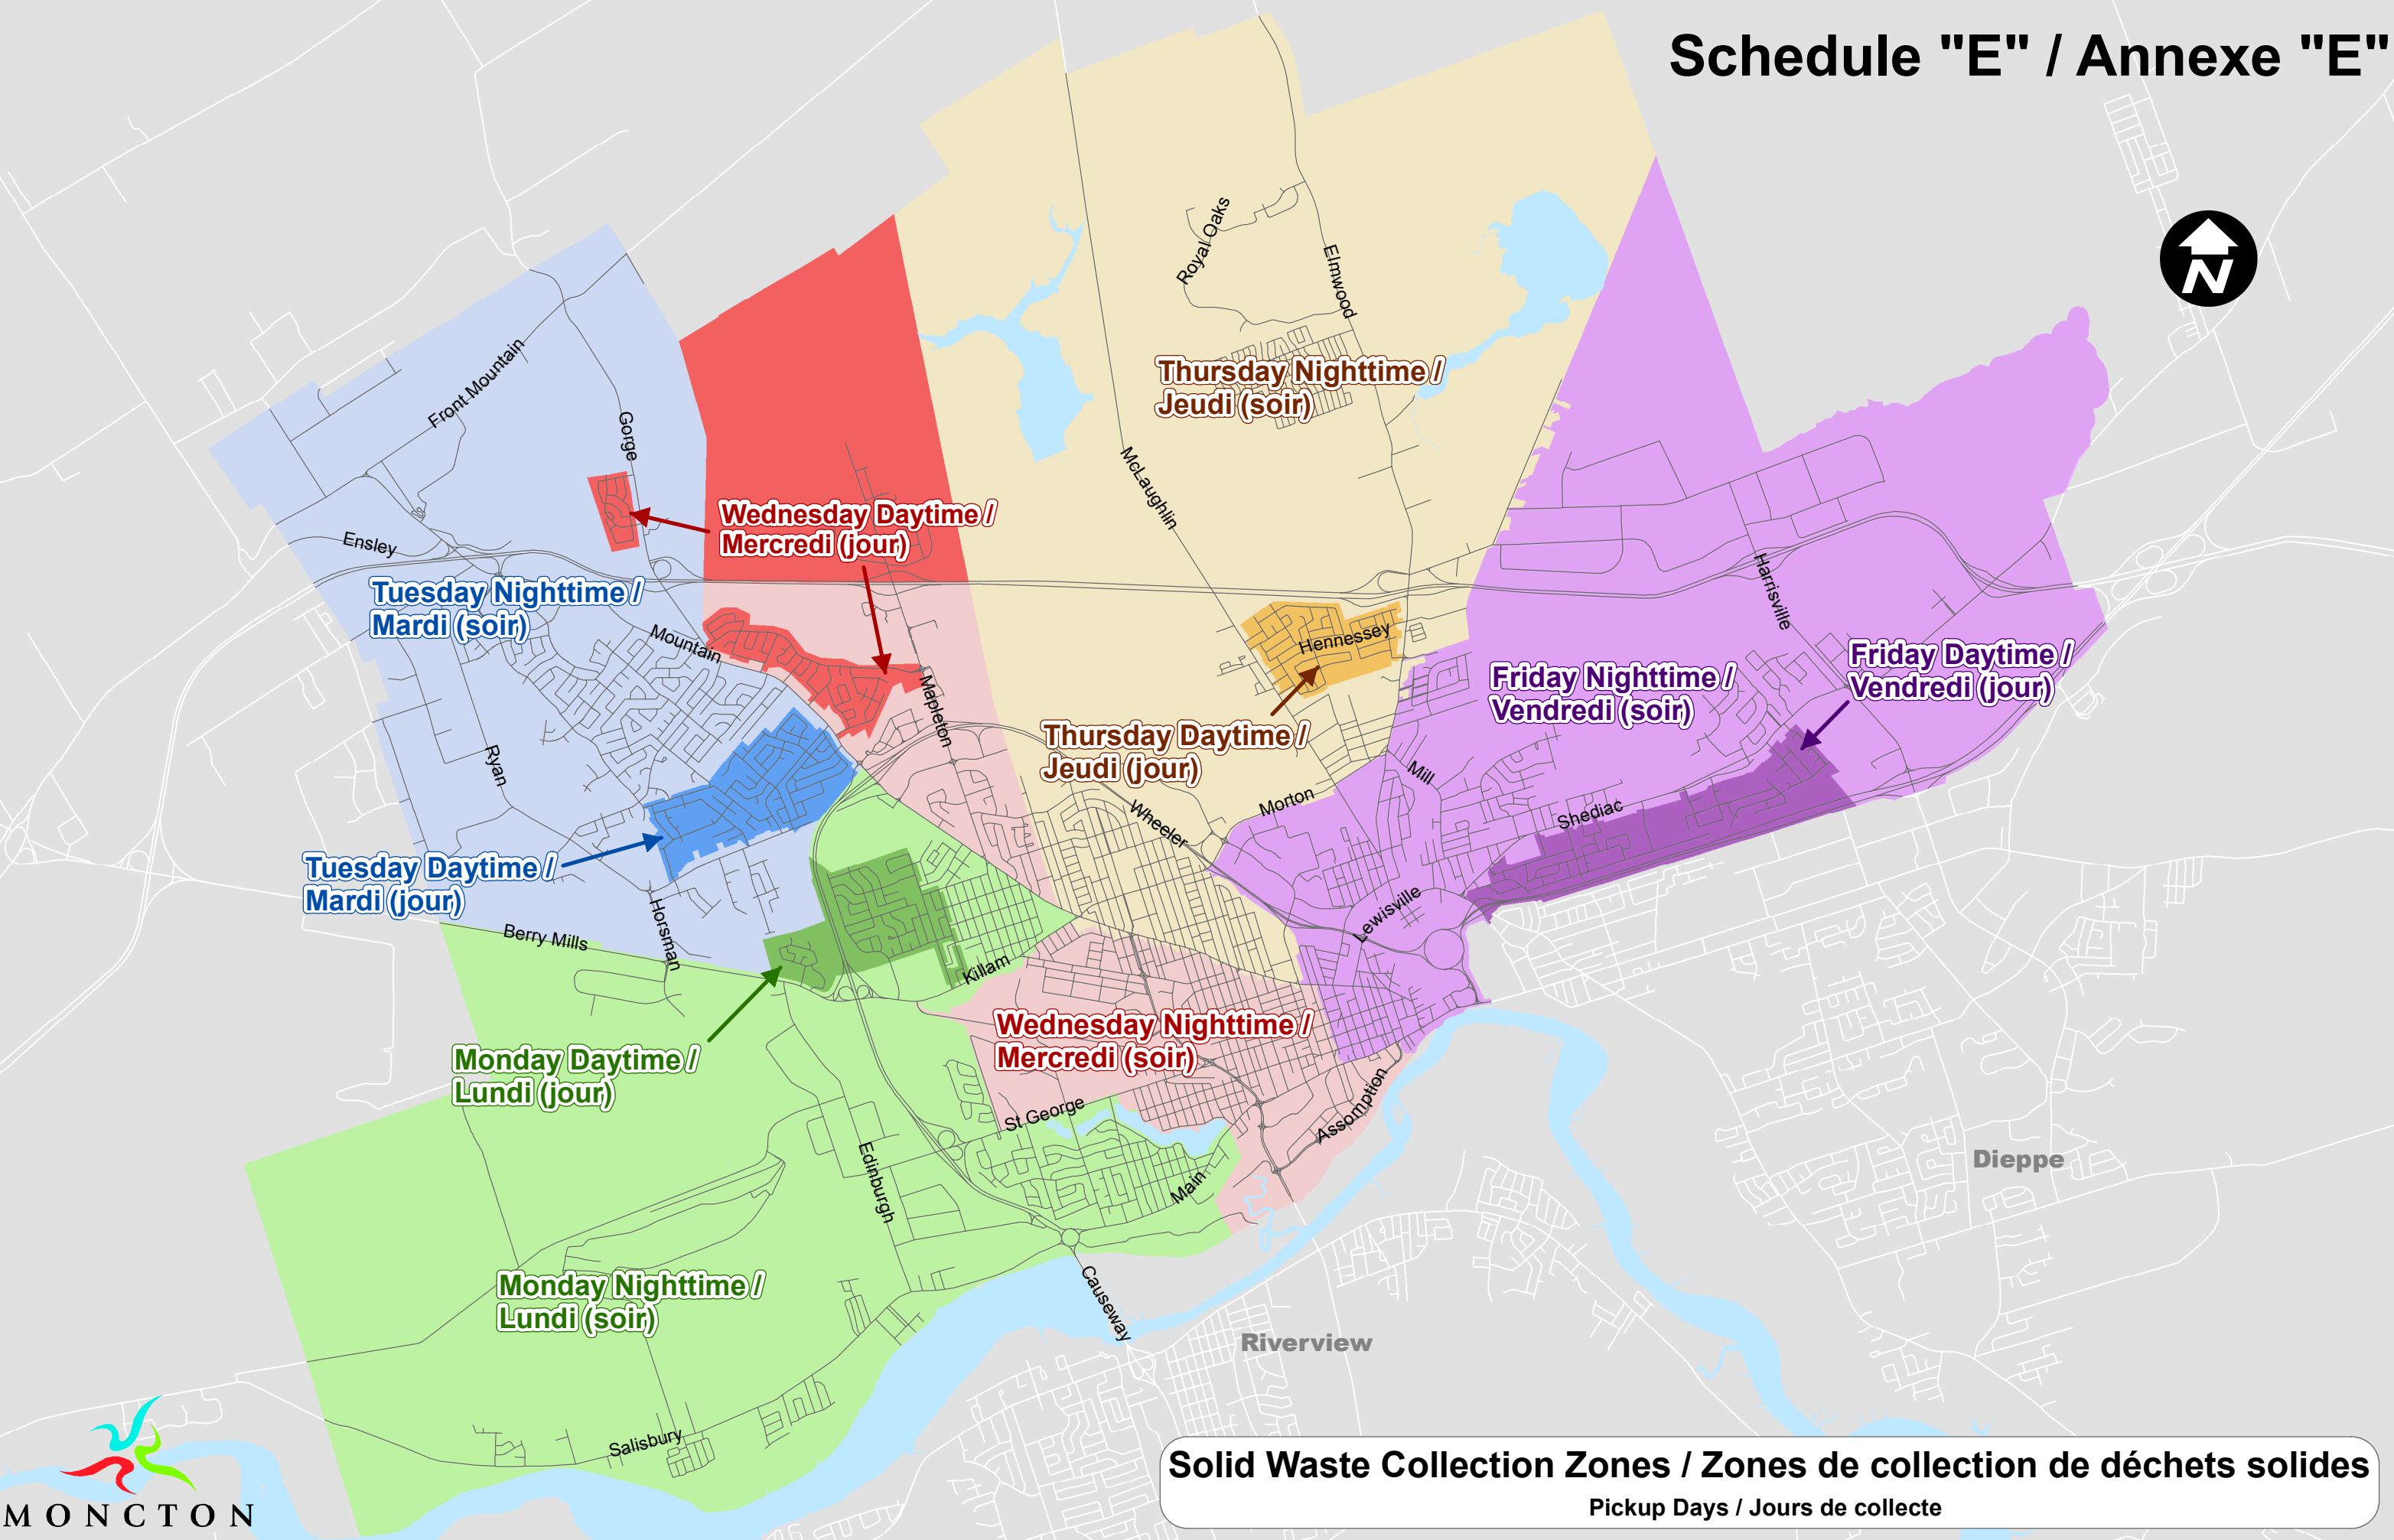 Schedule "E" / Annexe "E"
Royal Oaks
Elmwood
Front Mountain
Gorge
Thursday Nighttime /
Jeudi (soir)
McLaughlin
Wednesday Daytime /
Mercredi (jour)
Ensley
Harrisville
Tuesday Nighttime /
Mardi (soir)
Mountain
Hennessey
Friday Daytime /
Vendredi (jour)
Friday Nighttime /
Vendredi (soir)
Mapleton
Thursday Daytime /
Jeudi (jour)
Ryan
Mill
Morton
Wheeler
Shediac
Tuesday Daytime /
Mardi (jour)
Lewisville
Horsman
Berry Mills
Killam
Wednesday Nighttime /
Mercredi (soir)
Monday Daytime /
Lundi (jour)
St George
Assomption
Edinburgh
Main
Dieppe
Monday Nighttime /
Lundi (soir)
Causeway
Riverview
Salisbury
MONCTON
Solid Waste Collection Zones / Zones de collection de déchets solides
Pickup Days / Jours de collecte
N